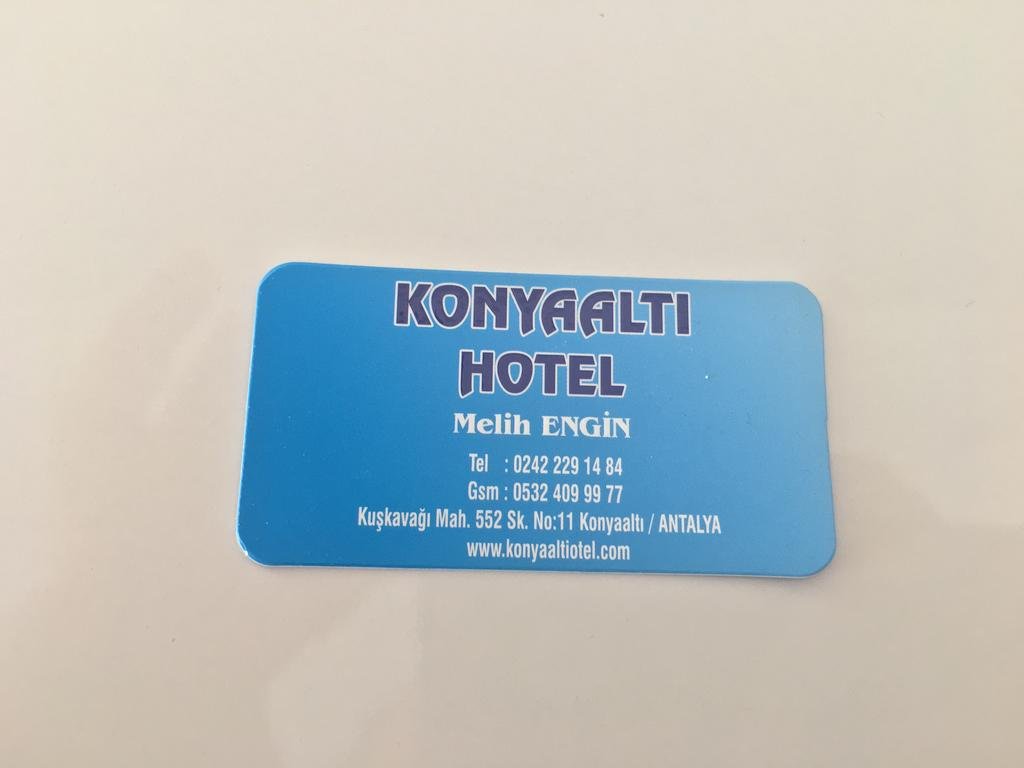 KONYAALTI
HOTEL
Melih ENGİN
Tel : 0242 229 14 84
Gsm : 0532 409 99 77
Kuşkavağı Mah. 552 Sk. No:11 Konyaaltı / ANTALYA
www.konyaaltiotel.com